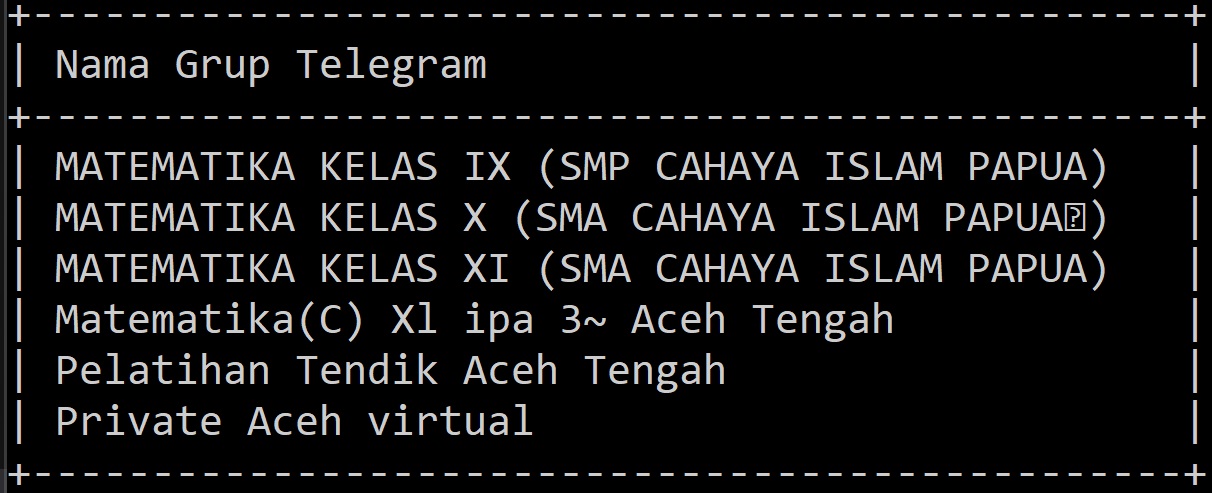 Nama Grup Telegram
MATEMATIKA KELAS IX (SMP CAHAYA ISLAM PAPUA)
MATEMATIKA KELAS X (SMA CAHAYA ISLAM PAPUA⍰)
MATEMATIKA KELAS XI (SMA CAHAYA ISLAM PAPUA)
Matematika(C) Xl ipa 3~ Aceh Tengah
Pelatihan Tendik Aceh Tengah
Private Aceh virtual